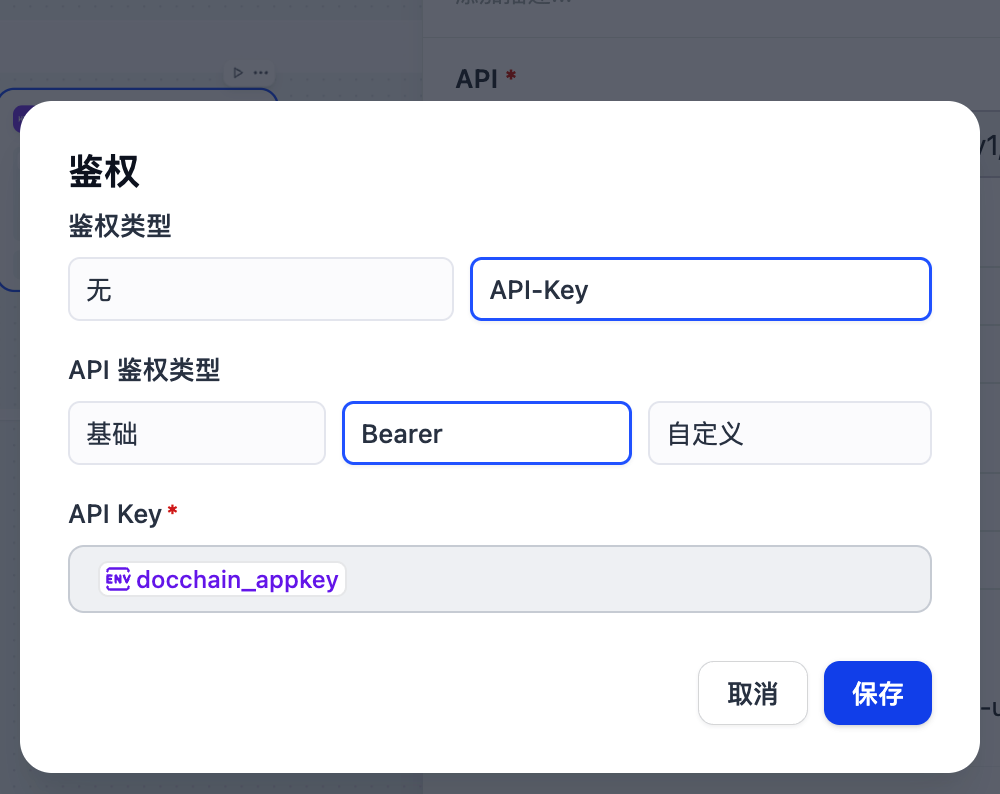 API *
鉴权
鉴权类型
无
API-Key
API 鉴权类型
基础
Bearer
自定义
API Key *
ENV docchain_appkey
取消
保存